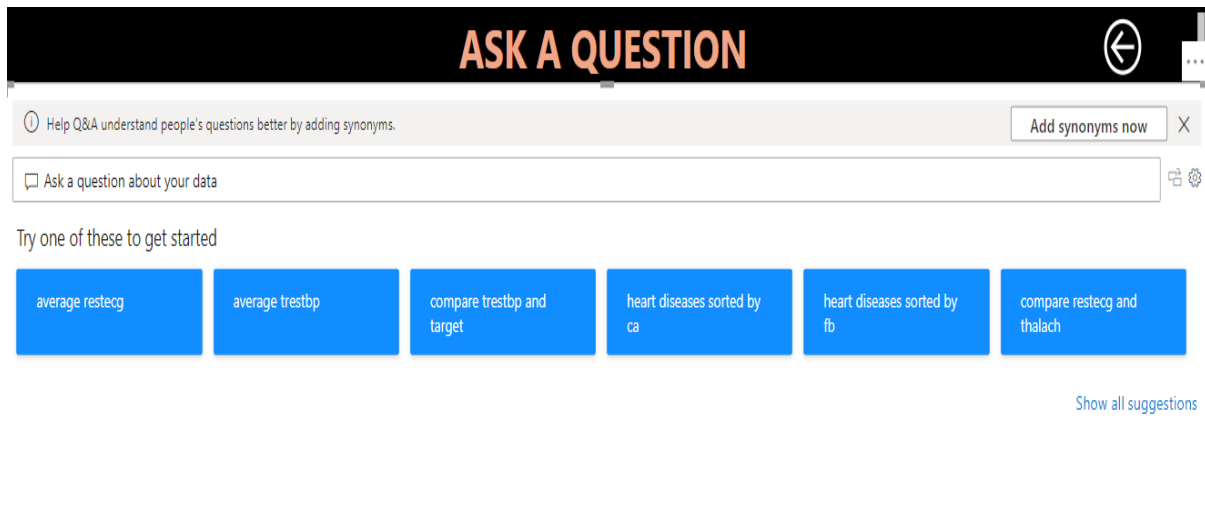 ASK A QUESTION
Help Q&A understand people's questions better by adding synonyms.
Add synonyms now
Ask a question about your data
Try one of these to get started
average restecg
average trestbp
compare trestbp and
target
heart diseases sorted by
ca
heart diseases sorted by
fb
compare restecg and
thalach
Show all suggestions